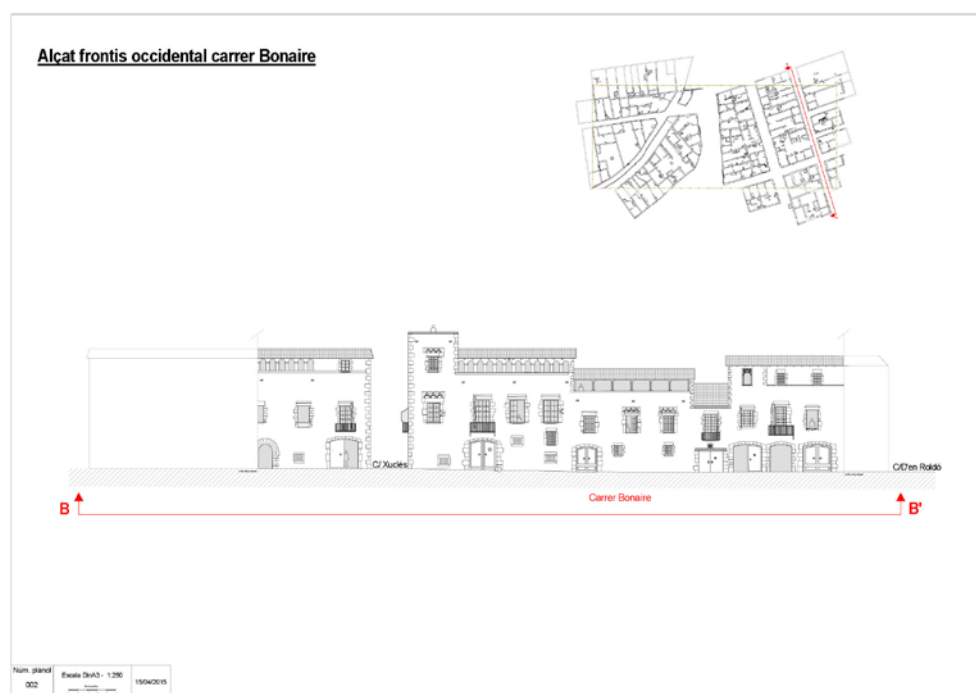 Alçat frontis occidental carrer Bonaire
C/ Xuclés
C/D'en Roldó
Carrer Bonaire
B
B'
Núm. plànol
002
Escala DinA3 - 1:250
15/04/2015